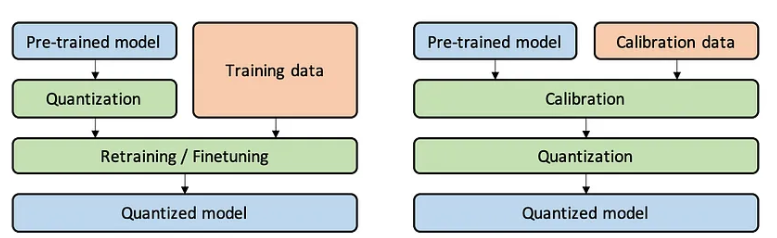 Pre-trained model
Training data
Quantization
Retraining / Finetuning
Quantized model
Pre-trained model
Calibration data
Calibration
Quantization
Quantized model